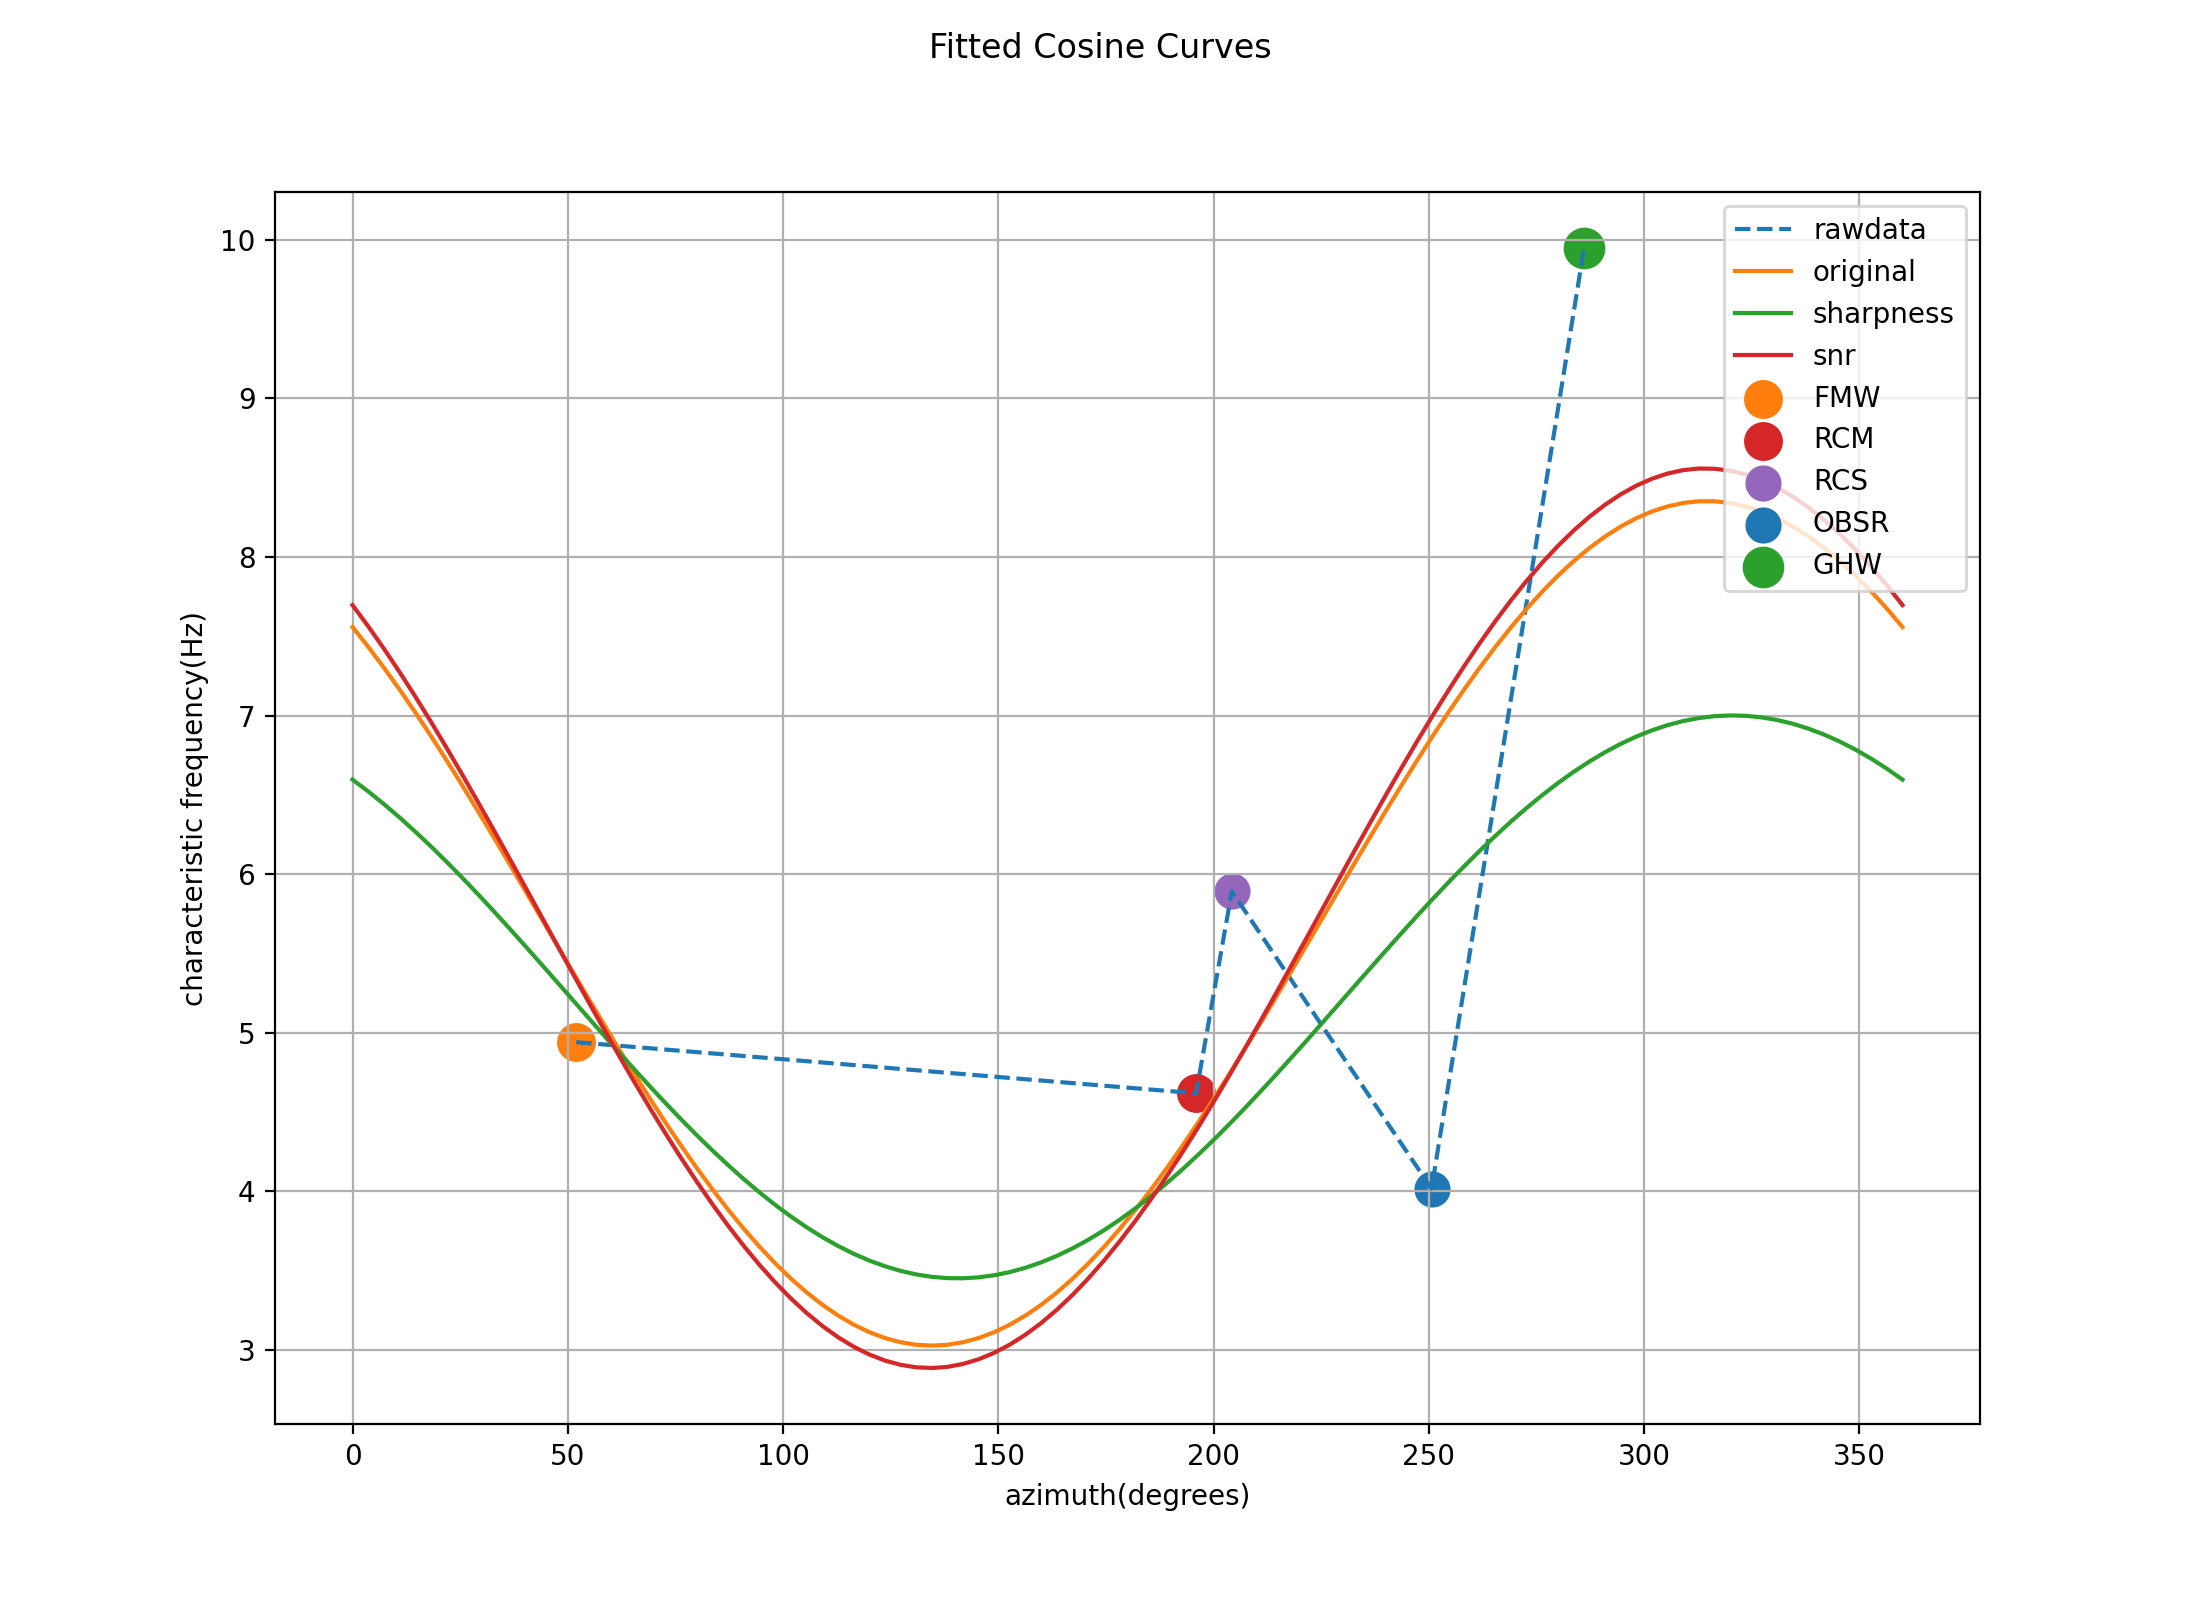 Fitted Cosine Curves
10
9
8
7
6
5
4
3
characteristic frequency(Hz)
rawdata
original
sharpness
snr
FMW
RCM
RCS
OBSR
GHW
0 50 100 150 200 250 300 350
azimuth(degrees)